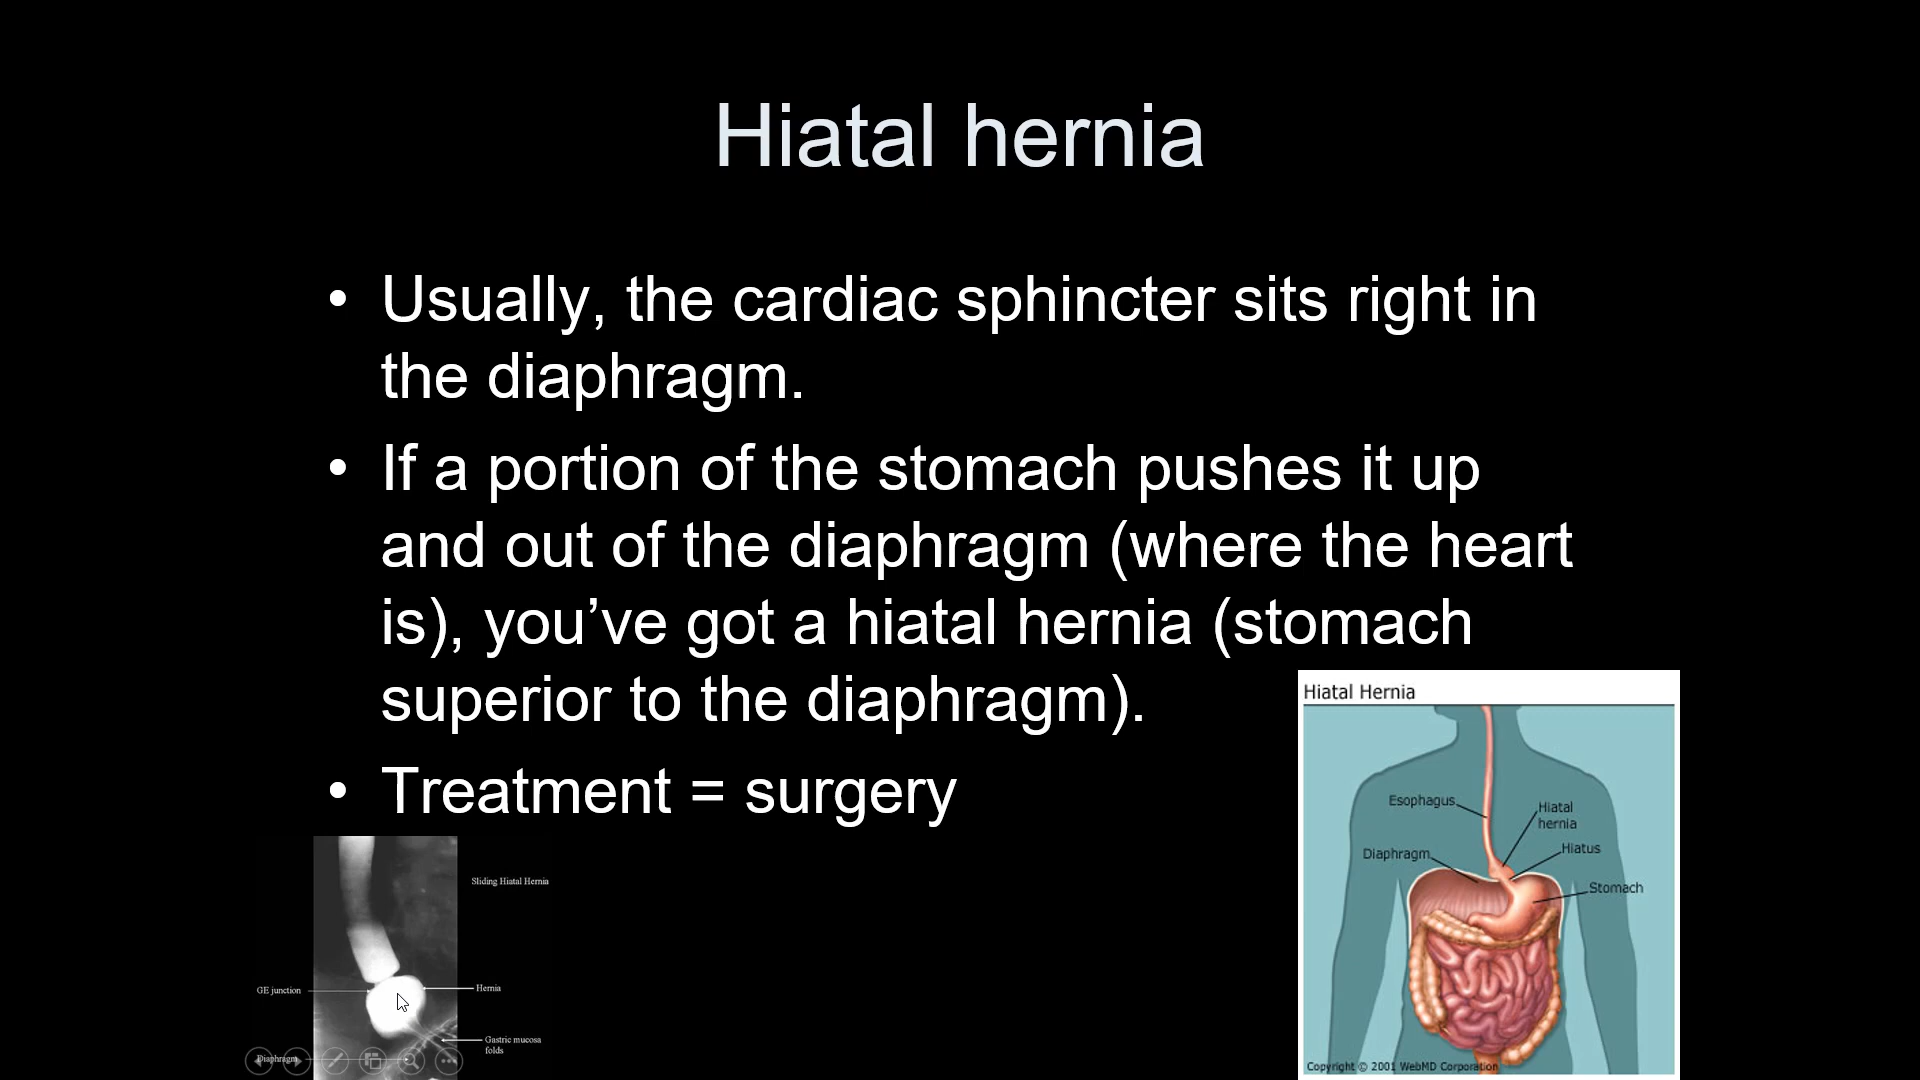 Hiatal hernia
• Usually, the cardiac sphincter sits right in
the diaphragm.
• If a portion of the stomach pushes it up
and out of the diaphragm (where the heart
is), you’ve got a hiatal hernia (stomach
superior to the diaphragm).
• Treatment = surgery
Sliding Hiatal Hernia
GE junction
Hernia
Gastric mucosa
folds
Diaphragm
Hiatal Hernia
Esophagus
Hiatal
hernia
Diaphragm
Hiatus
Stomach
Copyright © 2001 WebMD Corporation